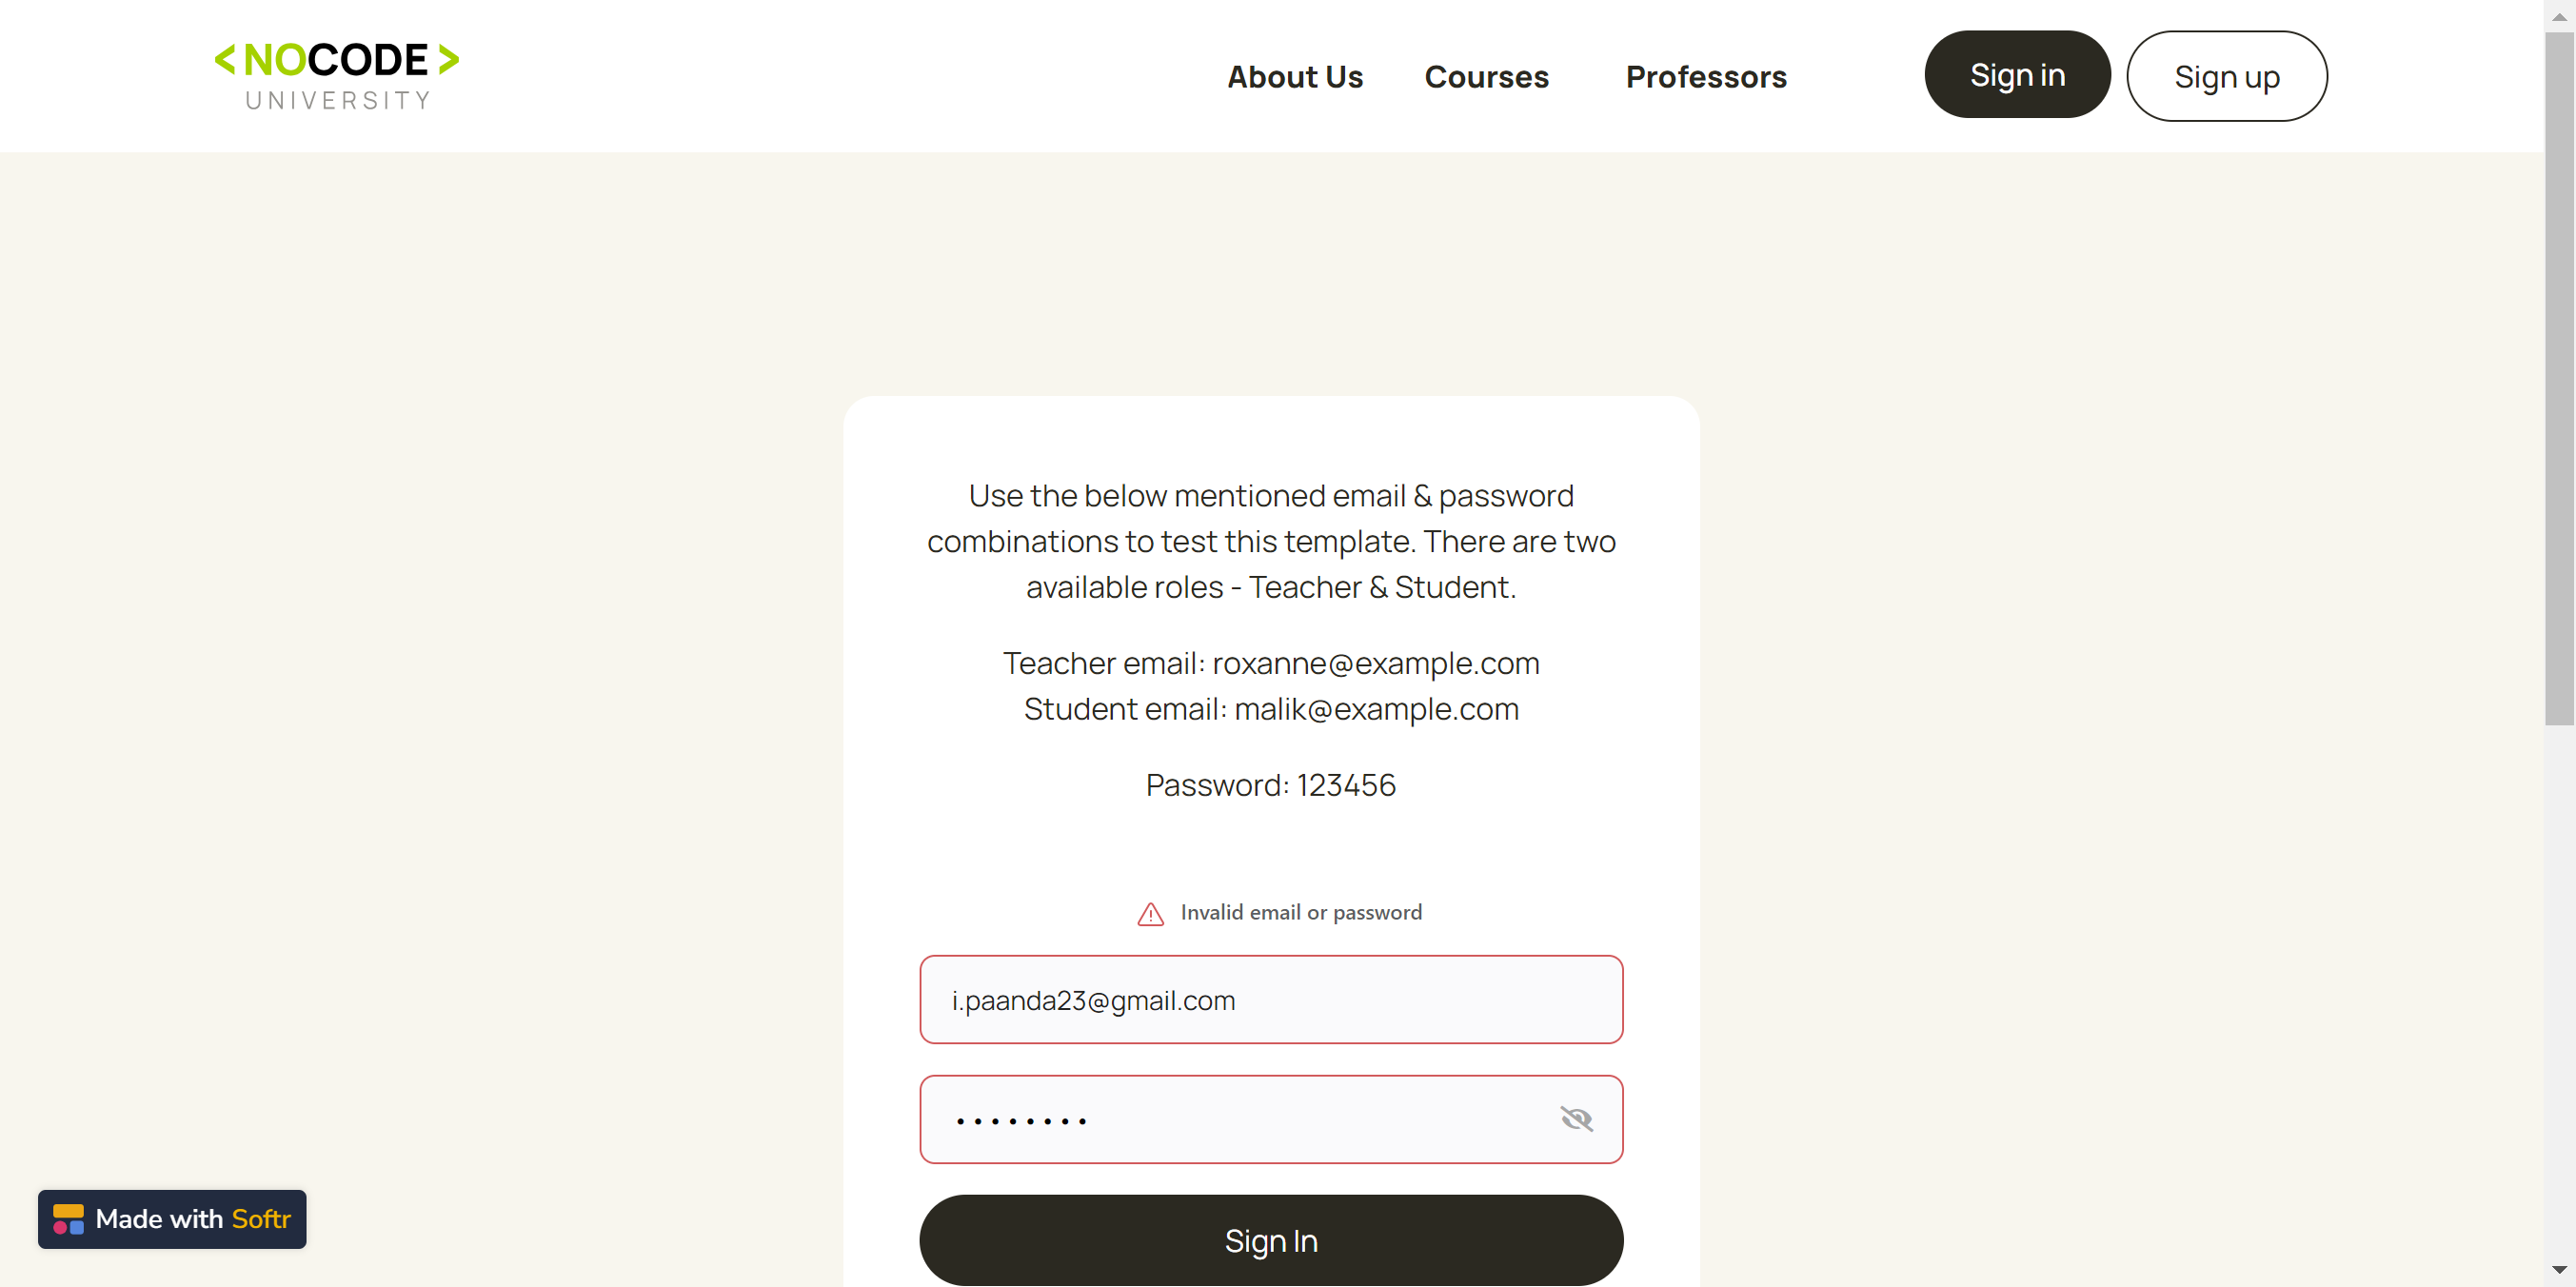 <NOCODE>
UNIVERSITY
About Us
Courses
Professors
Sign in
Sign up
Use the below mentioned email & password
combinations to test this template. There are two
available roles - Teacher & Student.
Teacher email: roxanne@example.com
Student email: malik@example.com
Password: 123456
Invalid email or password
i.paanda23@gmail.com
••••••••
Sign In
Made with Softr